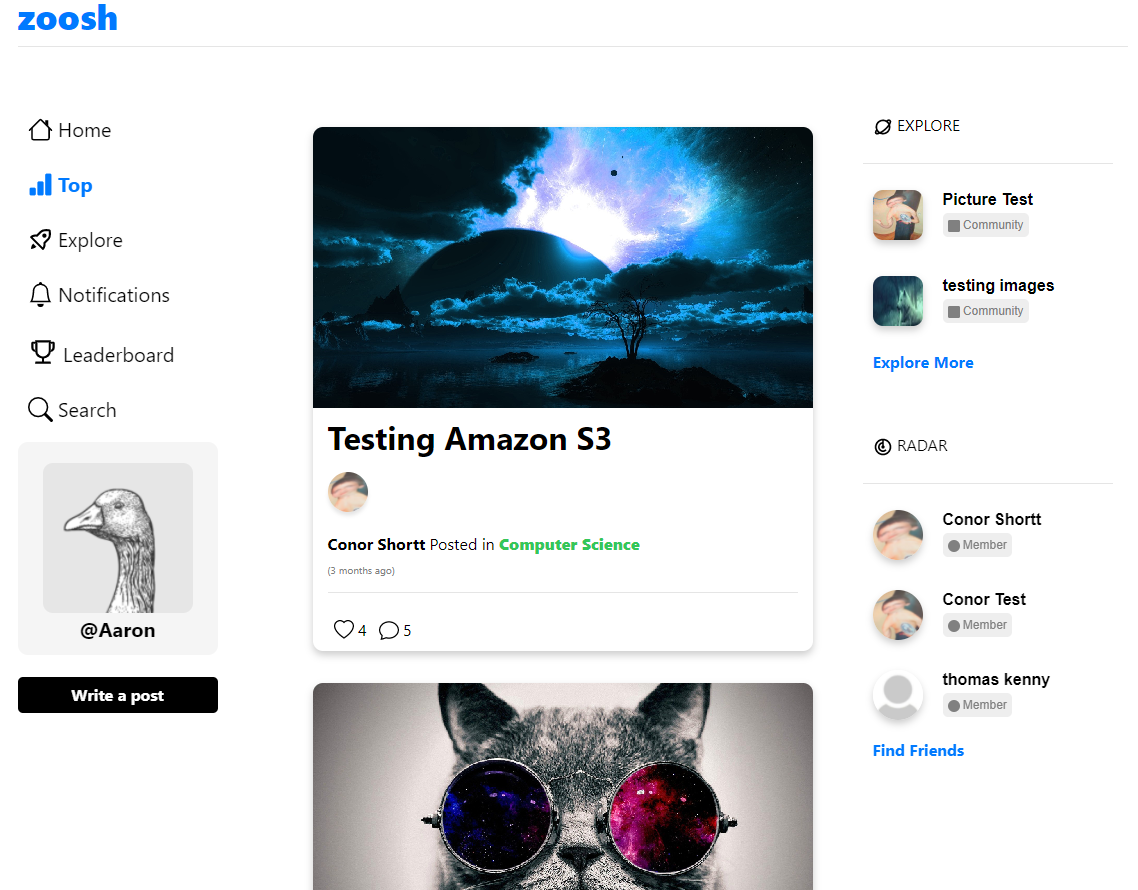 zoosh
Home
Top
Explore
Notifications
Leaderboard
Search
@Aaron
Write a post
Testing Amazon S3
Conor Shortt Posted in Computer Science
(3 months ago)
4 5
EXPLORE
Picture Test
Community
testing images
Community
Explore More
RADAR
Conor Shortt
Member
Conor Test
Member
thomas kenny
Member
Find Friends